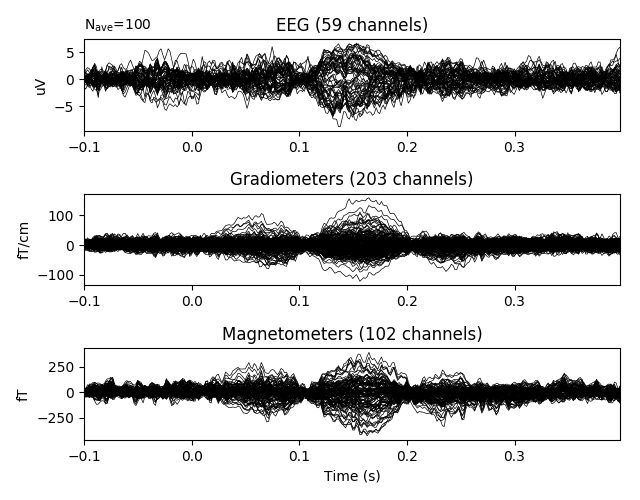 N_ave=100
EEG (59 channels)
uV
5
0
−5
−0.1 0.0 0.1 0.2 0.3
Gradiometers (203 channels)
fT/cm
100
0
−100
−0.1 0.0 0.1 0.2 0.3
Magnetometers (102 channels)
fT
250
0
−250
−0.1 0.0 0.1 0.2 0.3
Time (s)